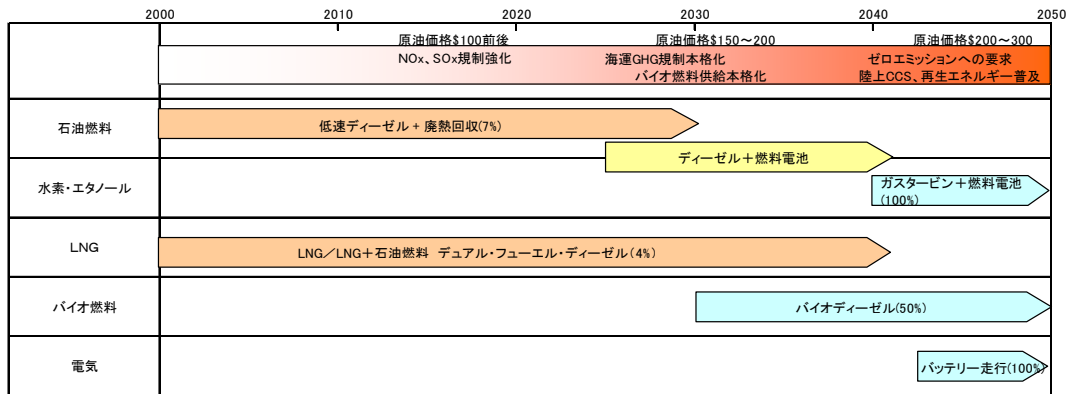 2000 2010 2020 2030 2040 2050
原油価格$100前後 原油価格$150～200 原油価格$200～300
NOx、SOx規制強化 海運GHG規制本格化 ゼロエミッションへの要求
バイオ燃料供給本格化 陸上CCS、再生エネルギー普及
石油燃料
低速ディーゼル + 廃熱回収(7%)
ディーゼル＋燃料電池
水素・エタノール
ガスタービン＋燃料電池
(100%)
LNG
LNG／LNG＋石油燃料 デュアル・フューエル・ディーゼル(4%)
バイオ燃料
バイオディーゼル(50%)
電気
バッテリー走行(100%)